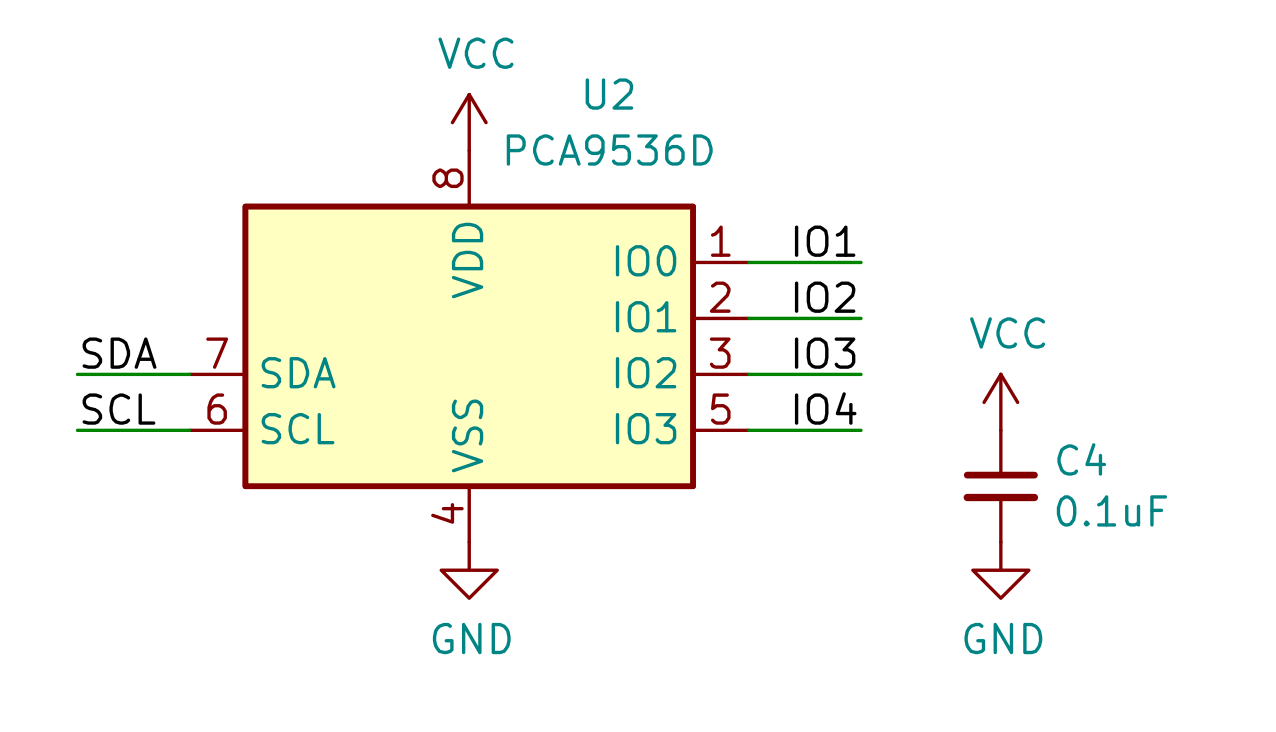 VCC
U2
PCA9536D
8
VDD
1 IO1
IO0
2 IO2
IO1
VCC
SDA 7
3 IO3
SDA
IO2
SCL 6
5 IO4
SCL
VSS
IO3
C4
0.1uF
4
GND
GND